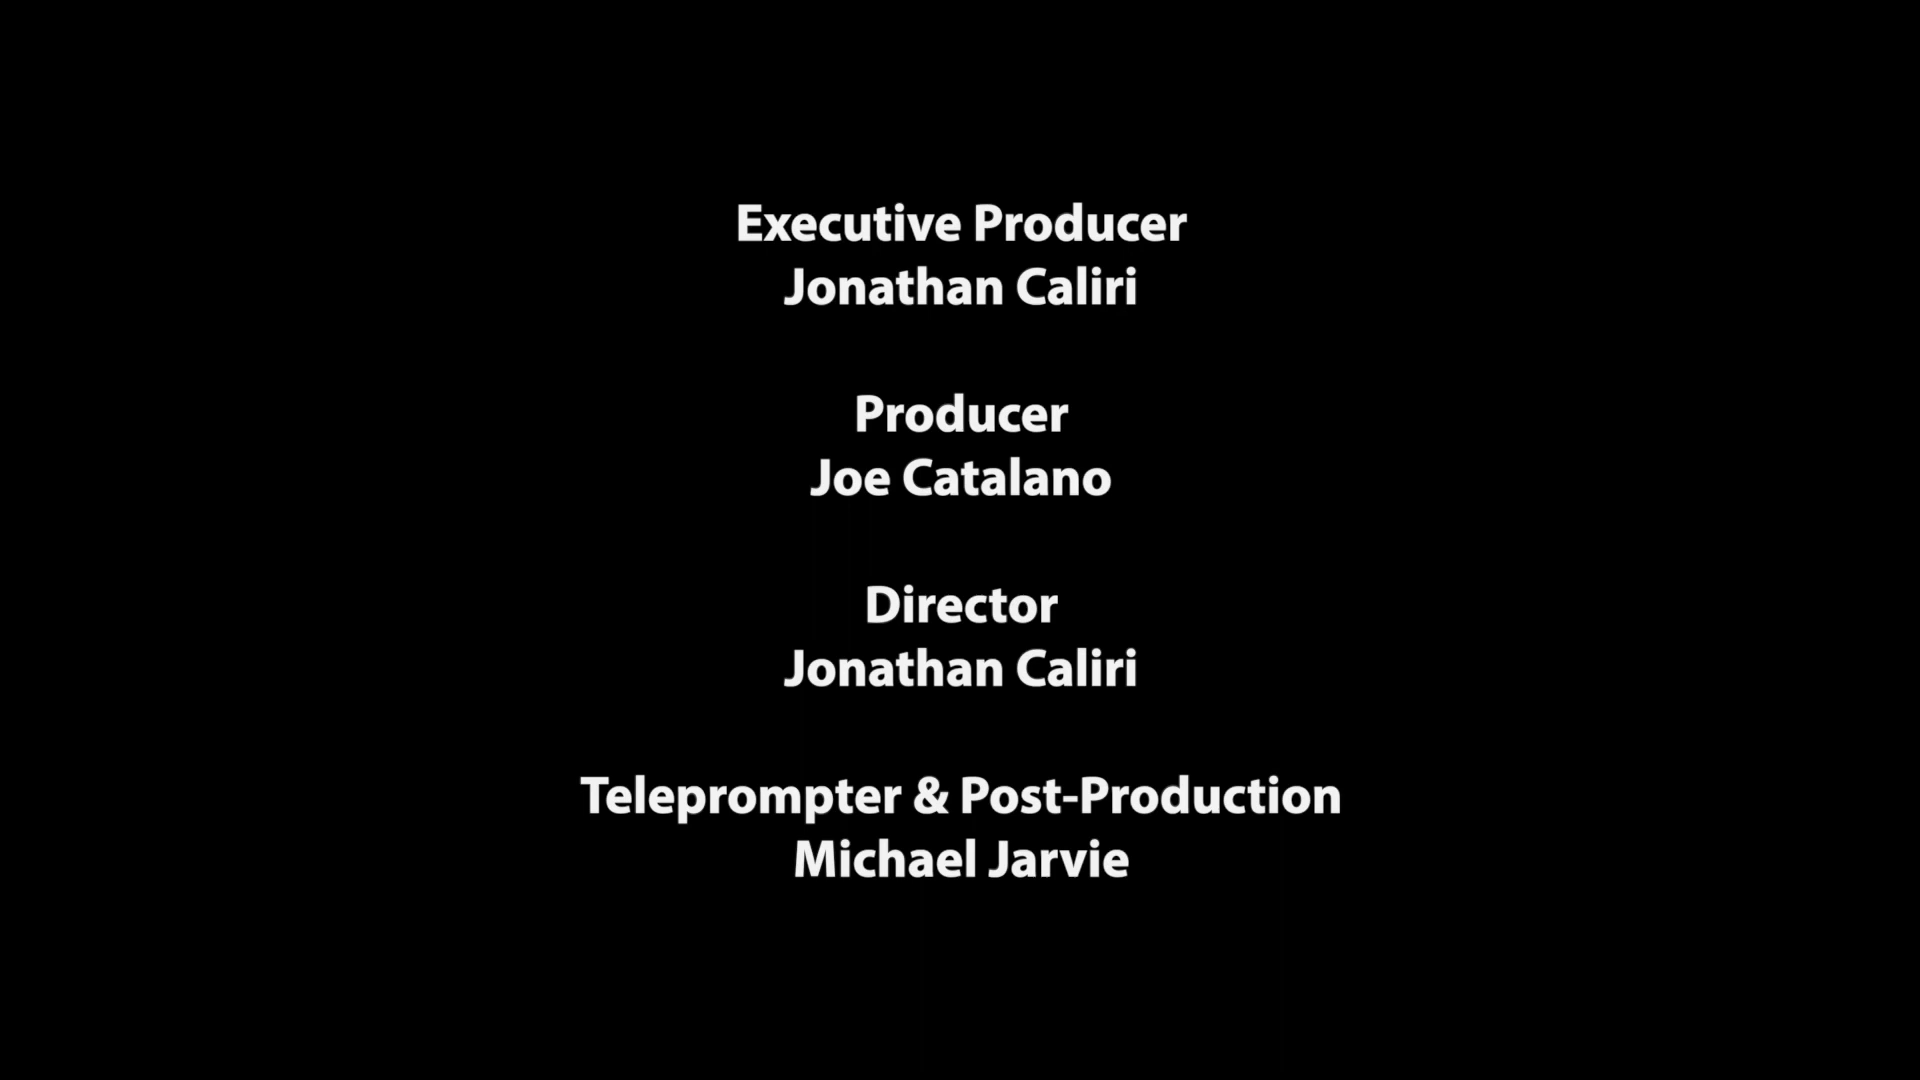 Executive Producer
Jonathan Caliri
Producer
Joe Catalano
Director
Jonathan Caliri
Teleprompter & Post-Production
Michael Jarvie